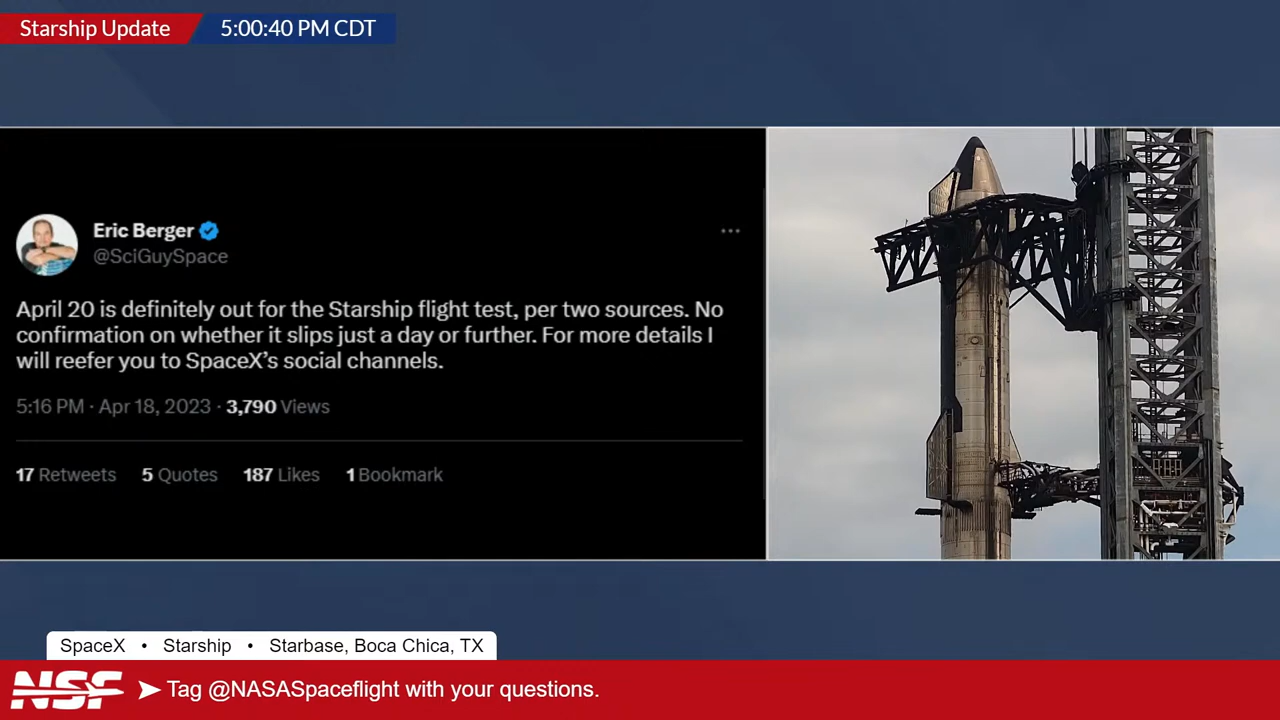 Starship Update 5:00:40 PM CDT
Eric Berger
@SciGuySpace
April 20 is definitely out for the Starship flight test, per two sources. No
confirmation on whether it slips just a day or further. For more details I
will reefer you to SpaceX's social channels.
5:16 PM · Apr 18, 2023 · 3,790 Views
17 Retweets 5 Quotes 187 Likes 1 Bookmark
SpaceX • Starship • Starbase, Boca Chica, TX
NSF Tag @NASASpaceflight with your questions.